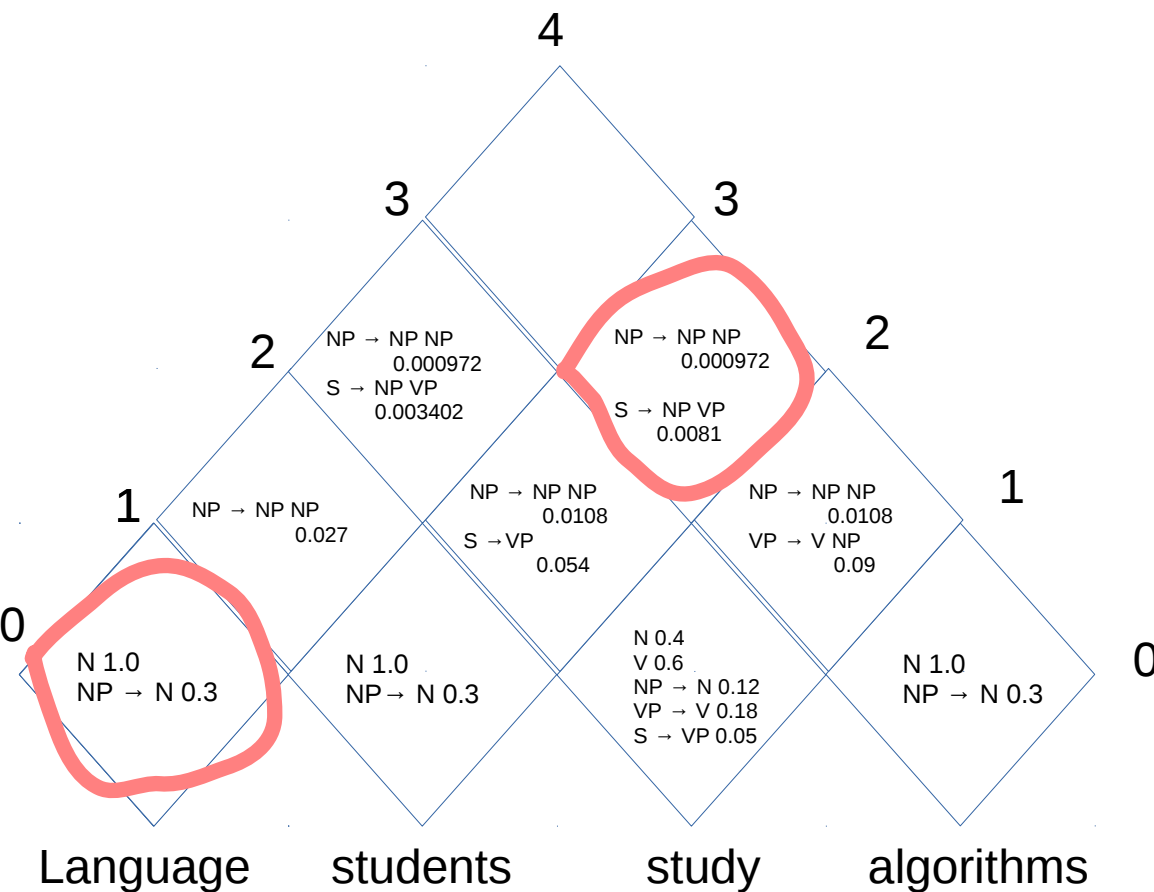 4
3
3
NP → NP NP
0.000972
S → NP VP
0.003402
NP → NP NP
0.000972
S → NP VP
0.0081
2
2
1
1
NP → NP NP
0.027
NP → NP NP
0.0108
S →VP
0.054
NP → NP NP
0.0108
VP → V NP
0.09
0
0
N 1.0
NP → N 0.3
N 1.0
NP→ N 0.3
N 0.4
V 0.6
NP → N 0.12
VP → V 0.18
S → VP 0.05
N 1.0
NP → N 0.3
Language students study algorithms